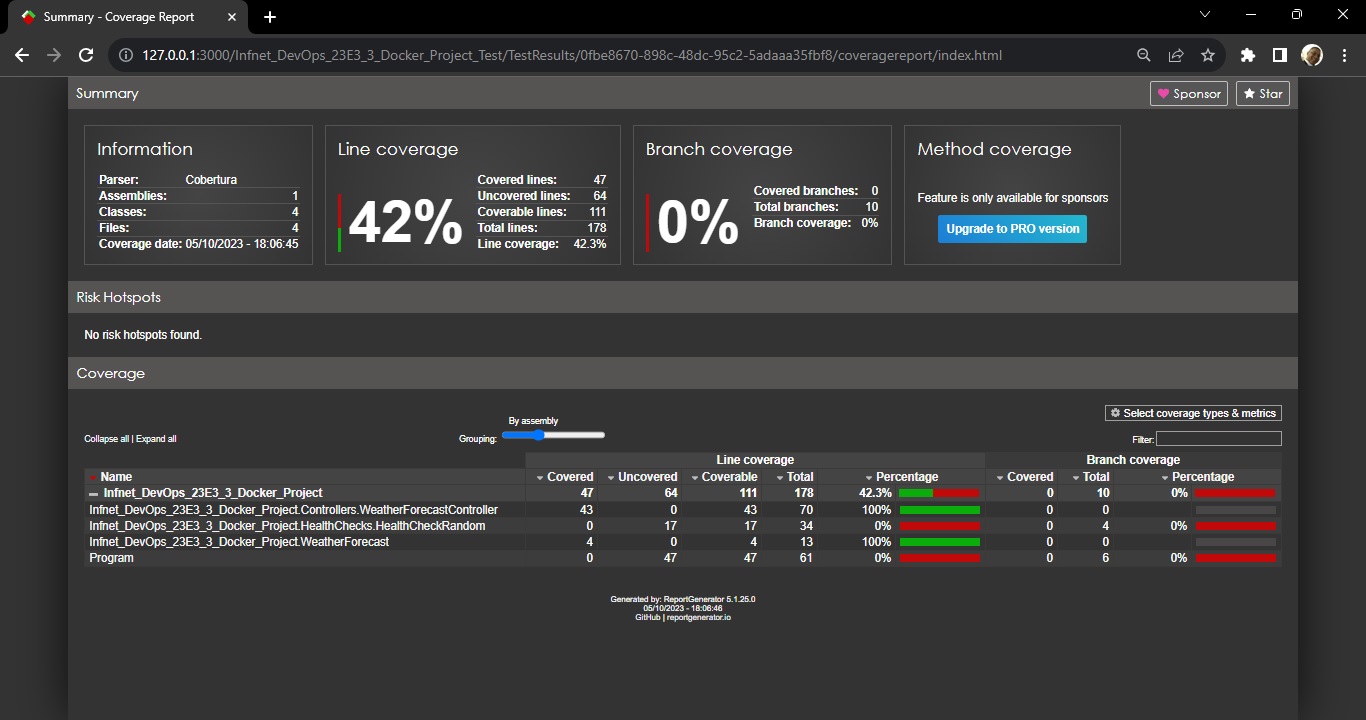 Summary - Coverage Report
127.0.0.1:3000/Infnet_DevOps_23E3_3_Docker_Project_Test/TestResults/0fbe8670-898c-48dc-95c2-5adaaa35fbf8/coveragereport/index.html
Summary
Sponsor
Star
Information
Parser: Cobertura
Assemblies: 1
Classes: 4
Files: 4
Coverage date: 05/10/2023 - 18:06:45
Line coverage
42%
Covered lines: 47
Uncovered lines: 64
Coverable lines: 111
Total lines: 178
Line coverage: 42.3%
Branch coverage
0%
Covered branches: 0
Total branches: 10
Branch coverage: 0%
Method coverage
Feature is only available for sponsors
Upgrade to PRO version
Risk Hotspots
No risk hotspots found.
Coverage
Select coverage types & metrics
By assembly
Collapse all | Expand all
Grouping:
Filter:
Line coverage Branch coverage
Name Covered Uncovered Coverable Total Percentage Covered Total Percentage
Infnet_DevOps_23E3_3_Docker_Project 47 64 111 178 42.3% 0 10 0%
Infnet_DevOps_23E3_3_Docker_Project.Controllers.WeatherForecastController 43 0 43 70 100% 0 0
Infnet_DevOps_23E3_3_Docker_Project.HealthChecks.HealthCheckRandom 0 17 17 34 0% 0 4 0%
Infnet_DevOps_23E3_3_Docker_Project.WeatherForecast 4 0 4 13 100% 0 0
Program 0 47 47 61 0% 0 6 0%
Generated by: ReportGenerator 5.1.25.0
05/10/2023 - 18:06:46
GitHub | reportgenerator.io